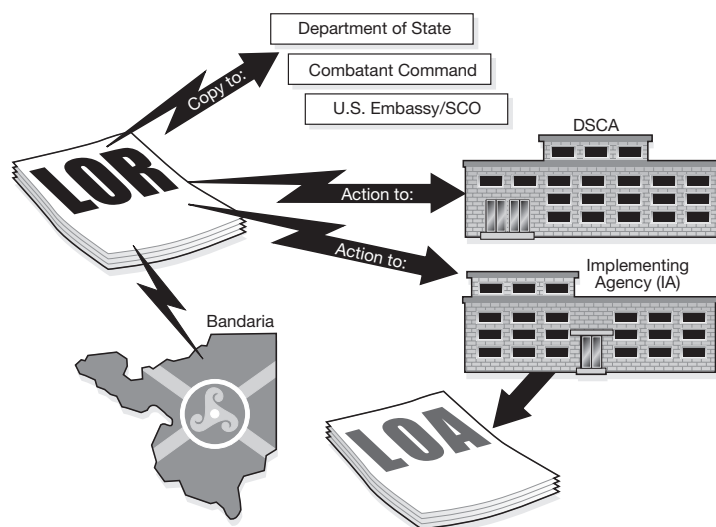 Department of State
Combatant Command
U.S. Embassy/SCO
Copy to:
DSCA
LOR
Action to:
Action to:
Implementing
Agency (IA)
Bandaria
LOA